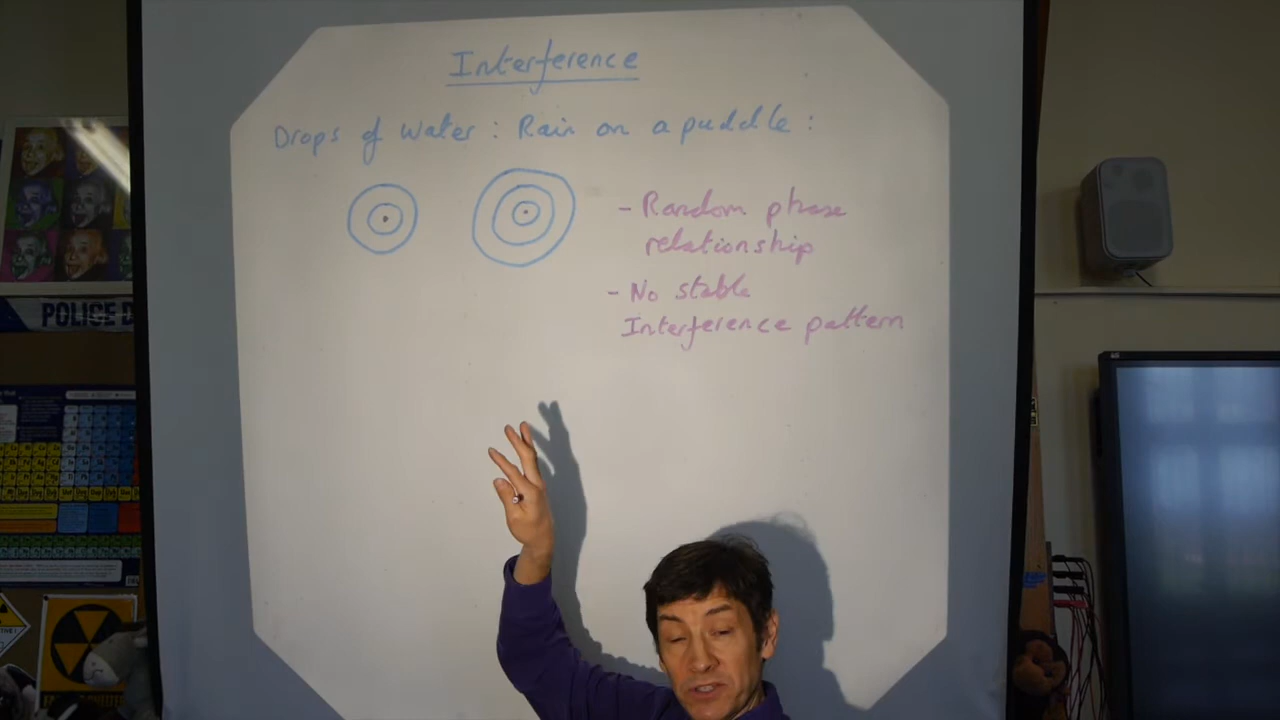 Interference
Drops of Water : Rain on a puddle :
- Random phase
relationship
- No stable
Interference pattern
POLICE D